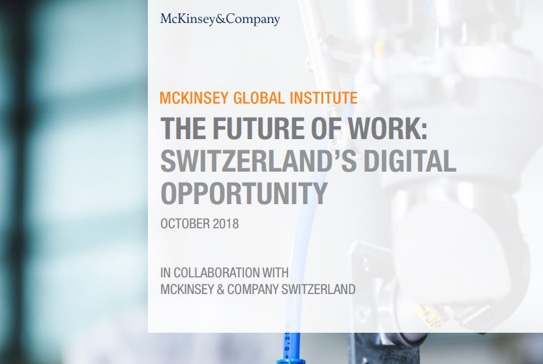 McKinsey&Company
MCKINSEY GLOBAL INSTITUTE
THE FUTURE OF WORK:
SWITZERLAND'S DIGITAL
OPPORTUNITY
OCTOBER 2018
IN COLLABORATION WITH
MCKINSEY & COMPANY SWITZERLAND